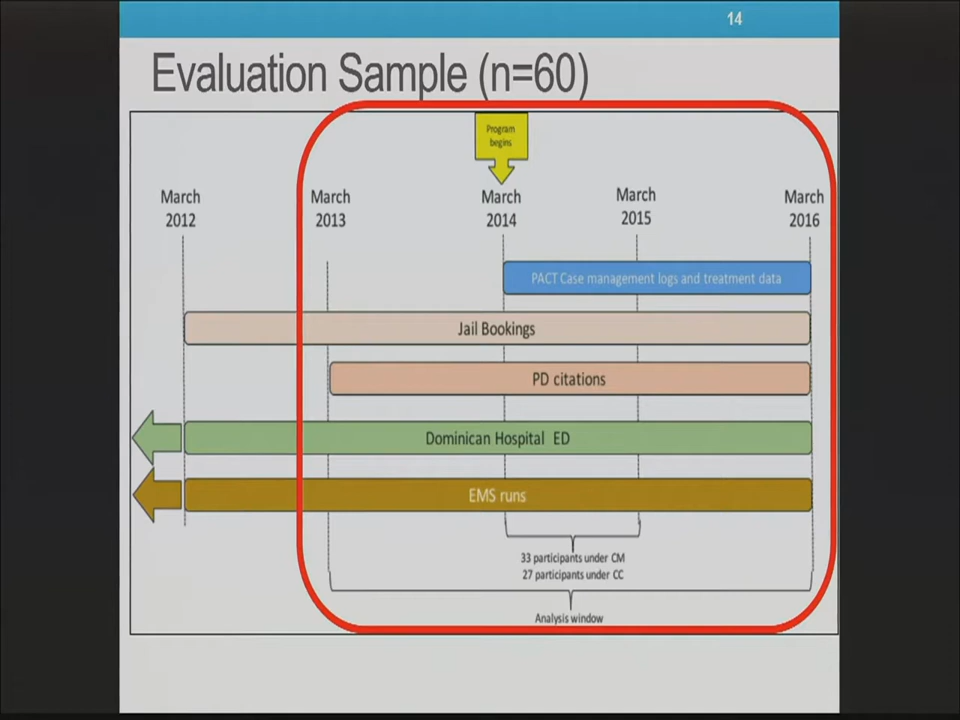 14
Evaluation Sample (n=60)
Program
begins
March
2012
March
2013
March
2014
March
2015
March
2016
PACT Case management logs and treatment data
Jail Bookings
PD citations
Dominican Hospital ED
EMS runs
33 participants under CM
27 participants under CC
Analysis window